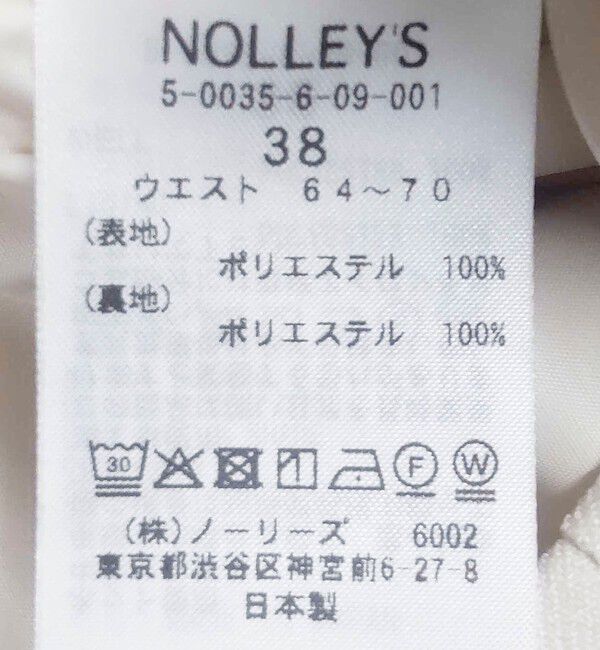 NOLLEY'S
5-0035-6-09-001
38
ウエスト 64～70
(表地)
ポリエステル 100%
(裏地)
ポリエステル 100%
30 F W
(株)ノーリーズ 6002
東京都渋谷区神宮前6-27-8
日本製